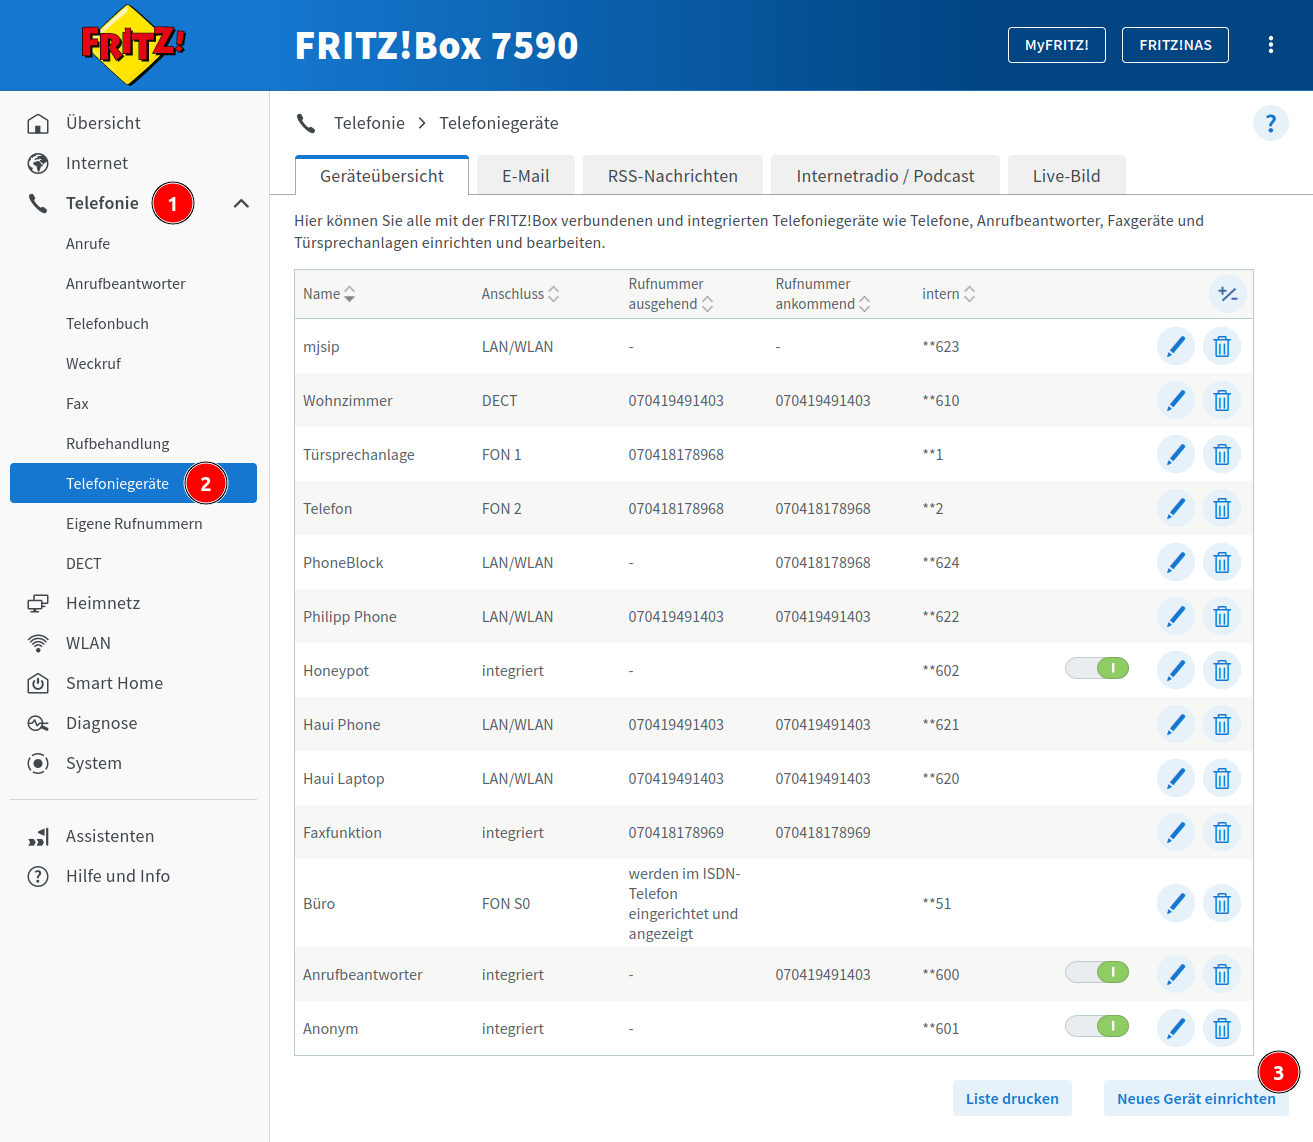 FRITZ!
FRITZ!Box 7590
MyFRITZ!
FRITZ!NAS
Übersicht
Internet
Telefonie
1
Anrufe
Anrufbeantworter
Telefonbuch
Weckruf
Fax
Rufbehandlung
Telefoniegeräte
2
Eigene Rufnummern
DECT
Heimnetz
WLAN
Smart Home
Diagnose
System
Assistenten
Hilfe und Info
Telefonie > Telefoniegeräte
?
Geräteübersicht
E-Mail
RSS-Nachrichten
Internetradio / Podcast
Live-Bild
Hier können Sie alle mit der FRITZ!Box verbundenen und integrierten Telefoniegeräte wie Telefone, Anrufbeantworter, Faxgeräte und
Türsprechanlagen einrichten und bearbeiten.
Name Anschluss Rufnummer ausgehend Rufnummer ankommend intern +/-
mjsip LAN/WLAN - - **623
Wohnzimmer DECT 070419491403 070419491403 **610
Türsprechanlage FON 1 070418178968 **1
Telefon FON 2 070418178968 070418178968 **2
PhoneBlock LAN/WLAN - 070418178968 **624
Philipp Phone LAN/WLAN 070419491403 070419491403 **622
Honeypot integriert - **602 I
Haui Phone LAN/WLAN 070419491403 070419491403 **621
Haui Laptop LAN/WLAN 070419491403 070419491403 **620
Faxfunktion integriert 070418178969 070418178969
Büro FON S0 werden im ISDN-
Telefon
eingerichtet und
angezeigt
**51
Anrufbeantworter integriert - 070419491403 **600 I
Anonym integriert - **601 I
3
Liste drucken
Neues Gerät einrichten